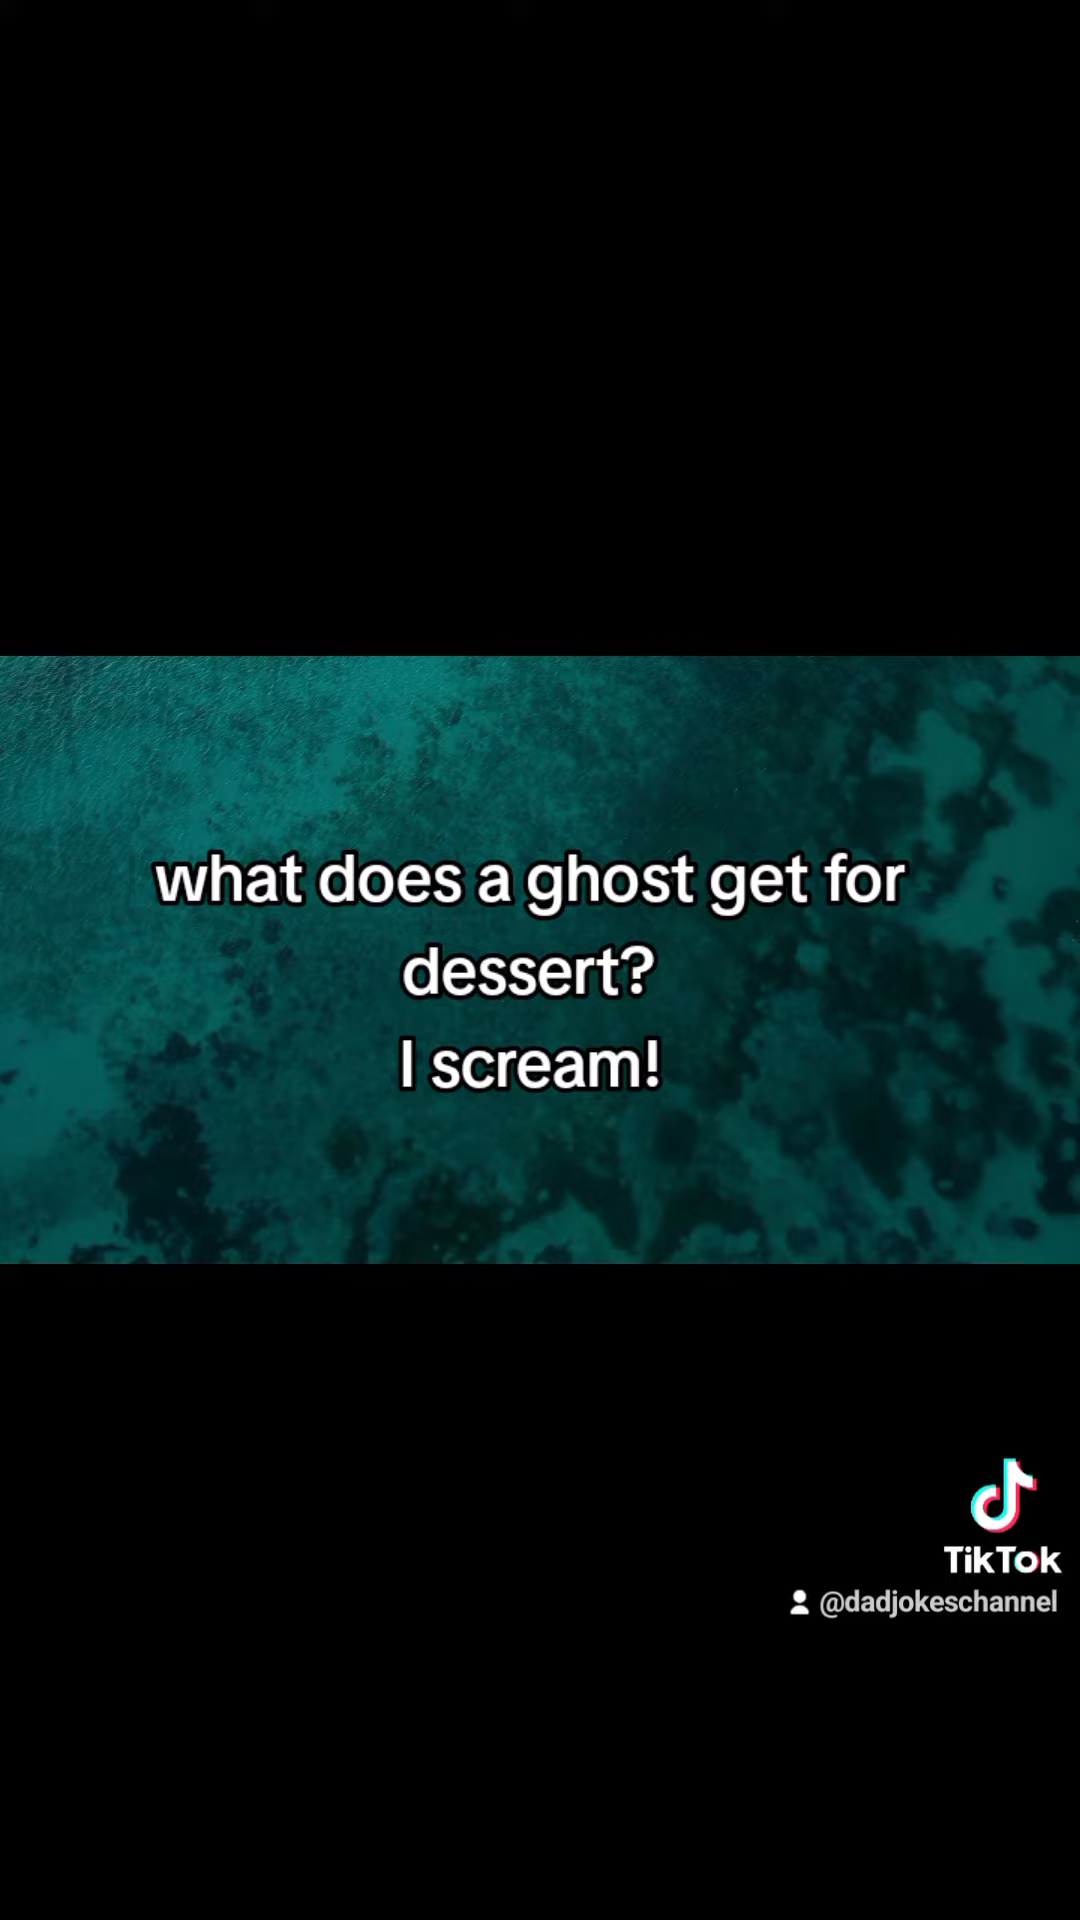 what does a ghost get for
dessert?
I scream!
TikTok
@dadjokeschannel